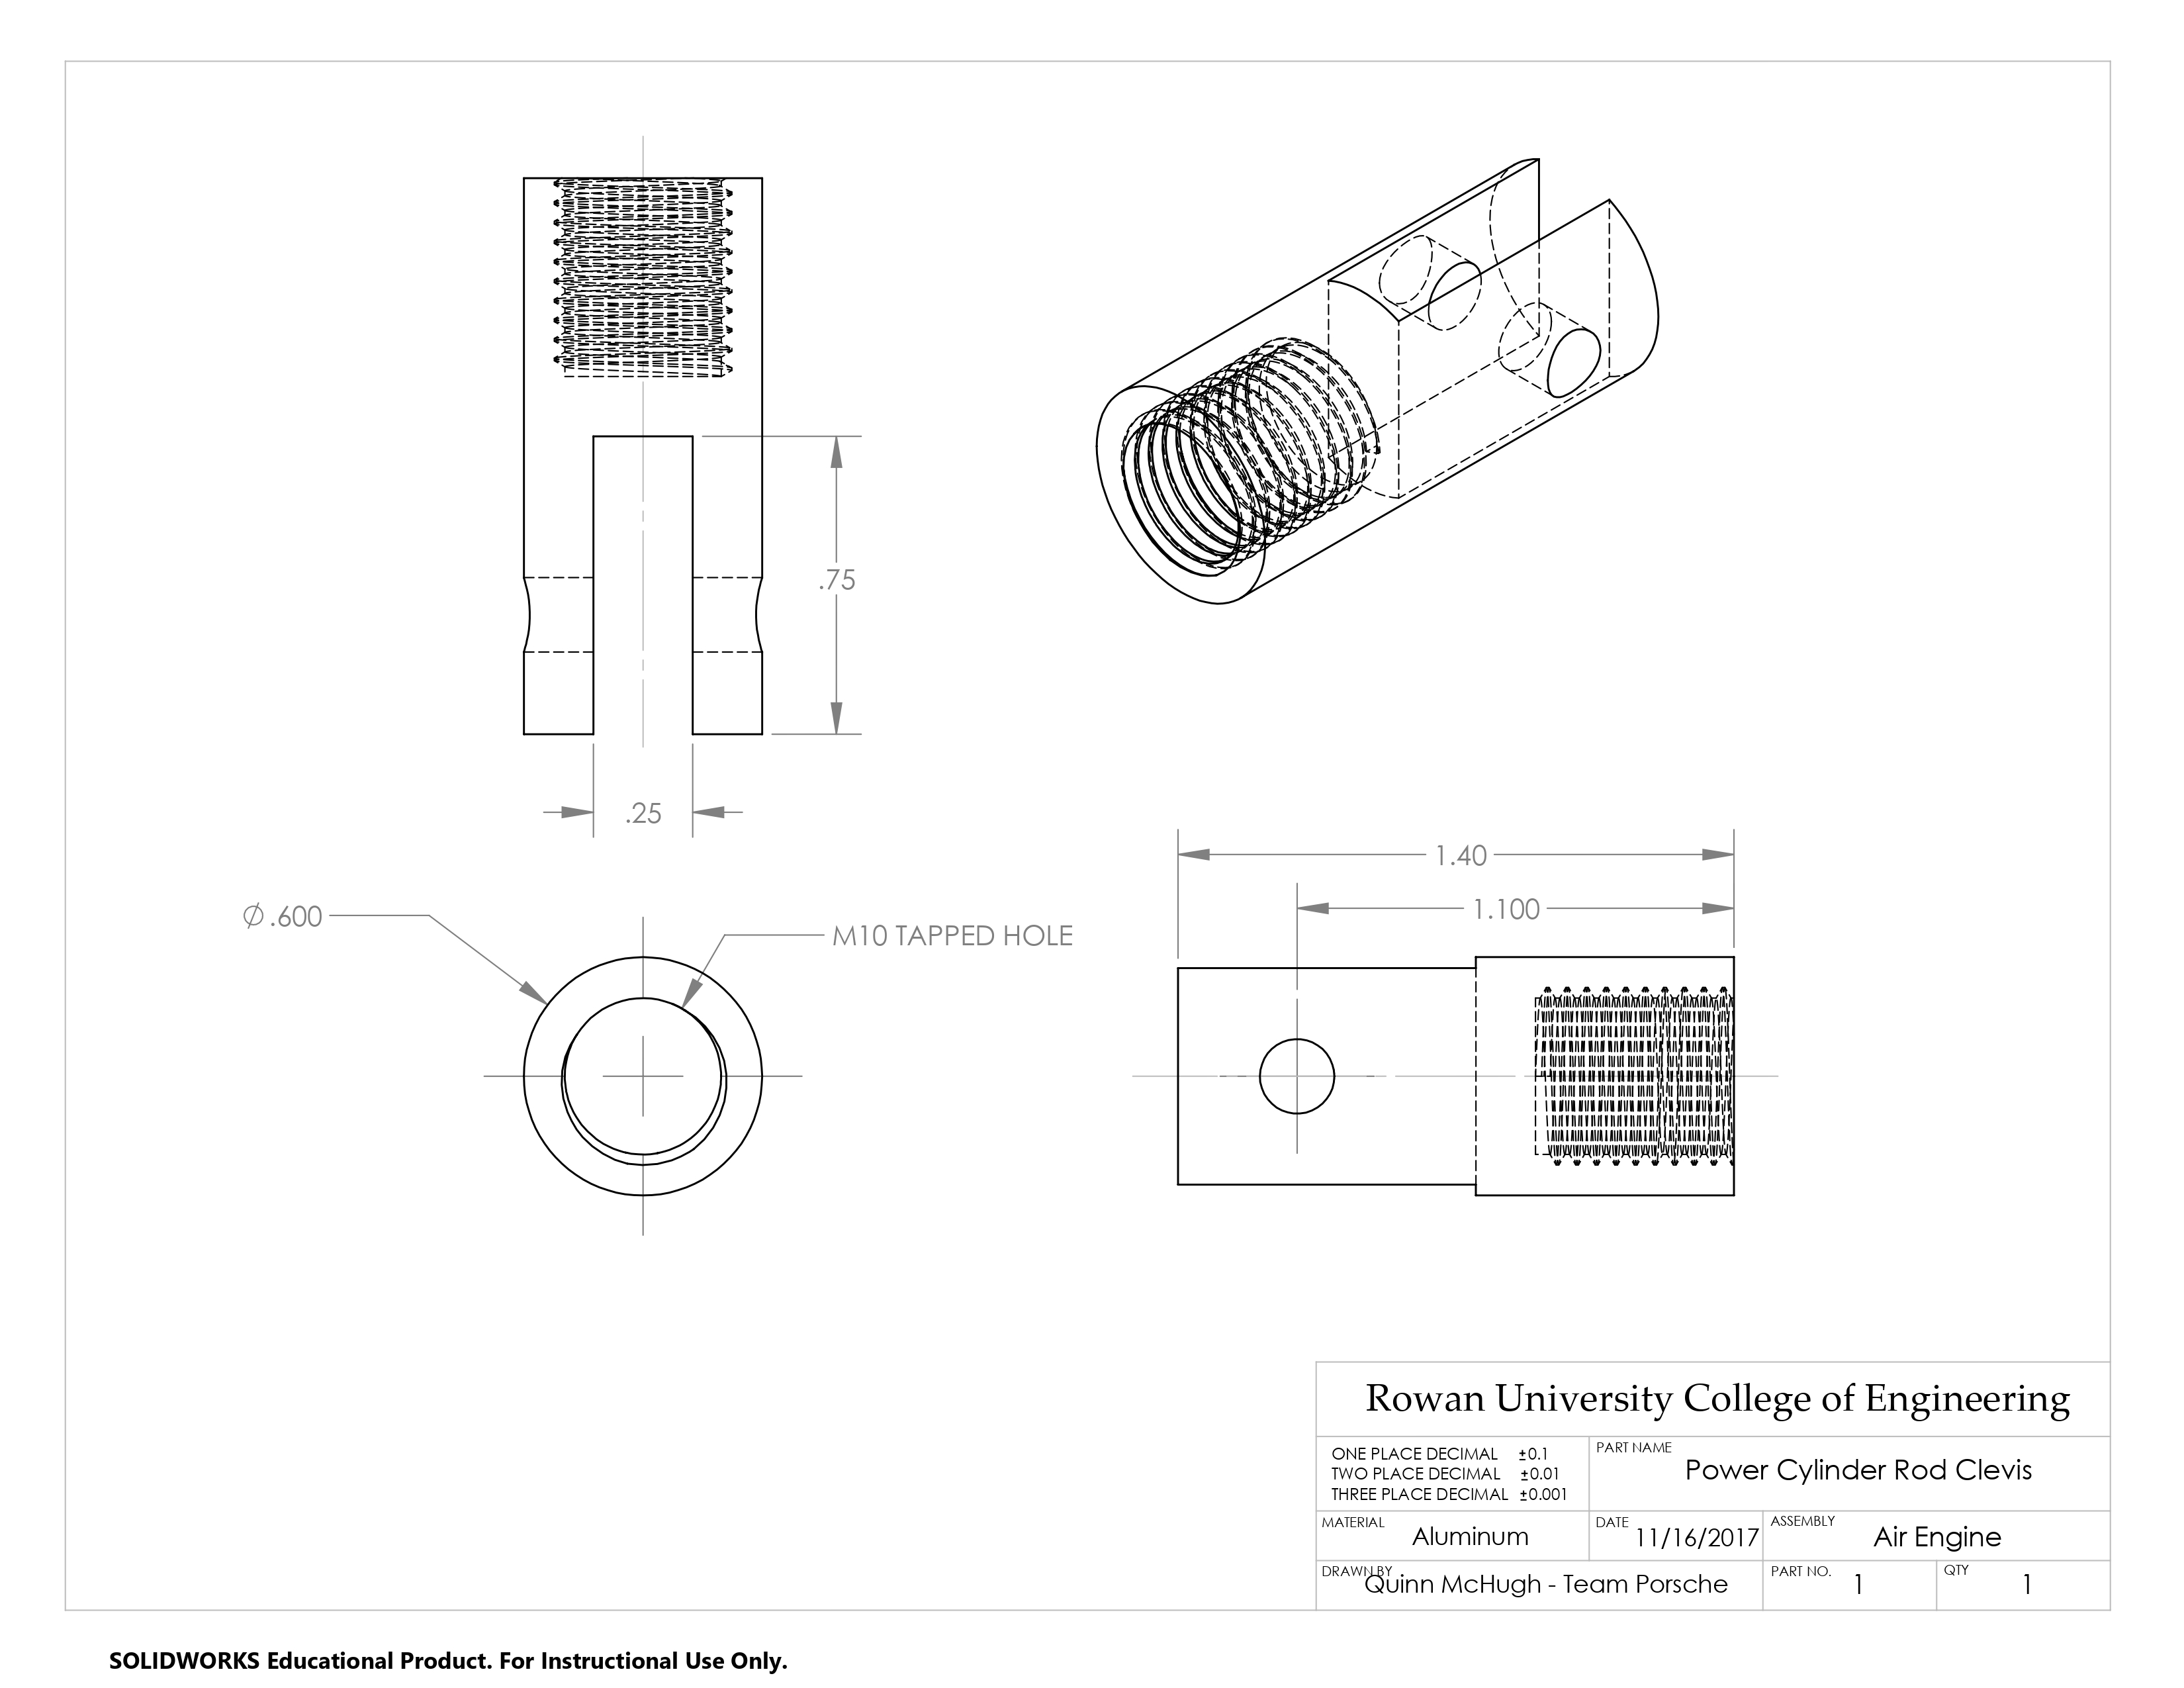 .75
.25
1.40
1.100
⌀.600
M10 TAPPED HOLE
Rowan University College of Engineering
ONE PLACE DECIMAL ±0.1
TWO PLACE DECIMAL ±0.01
THREE PLACE DECIMAL ±0.001
PART NAME
Power Cylinder Rod Clevis
MATERIAL
Aluminum
DATE
11/16/2017
ASSEMBLY
Air Engine
DRAWN BY
Quinn McHugh - Team Porsche
PART NO.
1
QTY
1
SOLIDWORKS Educational Product. For Instructional Use Only.